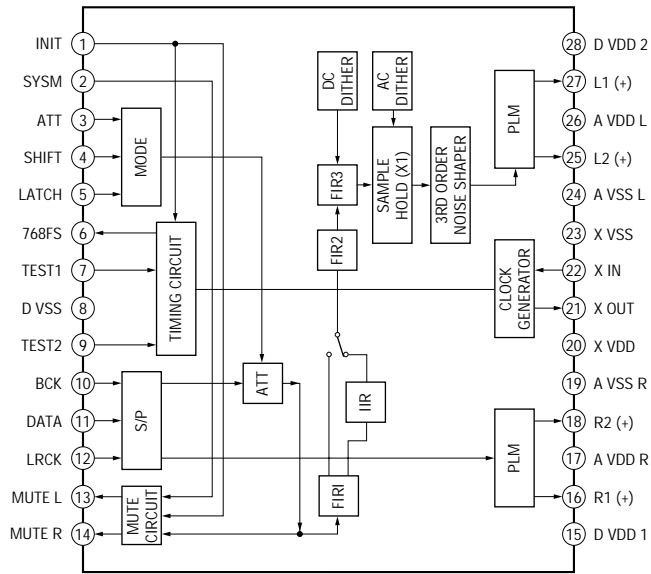 INIT 1
SYSM 2
ATT 3
SHIFT 4
LATCH 5
768FS 6
TEST1 7
D VSS 8
TEST2 9
BCK 10
DATA 11
LRCK 12
MUTE L 13
MUTE R 14
MODE
TIMING CIRCUIT
S/P
MUTE
CIRCUIT
ATT
DC
DITHER
AC
DITHER
FIR3
FIR2
SAMPLE
HOLD (X1)
3RD ORDER
NOISE SHAPER
PLM
CLOCK
GENERATOR
IIR
FIRI
PLM
28 D VDD 2
27 L1 (+)
26 A VDD L
25 L2 (+)
24 A VSS L
23 X VSS
22 X IN
21 X OUT
20 X VDD
19 A VSS R
18 R2 (+)
17 A VDD R
16 R1 (+)
15 D VDD 1